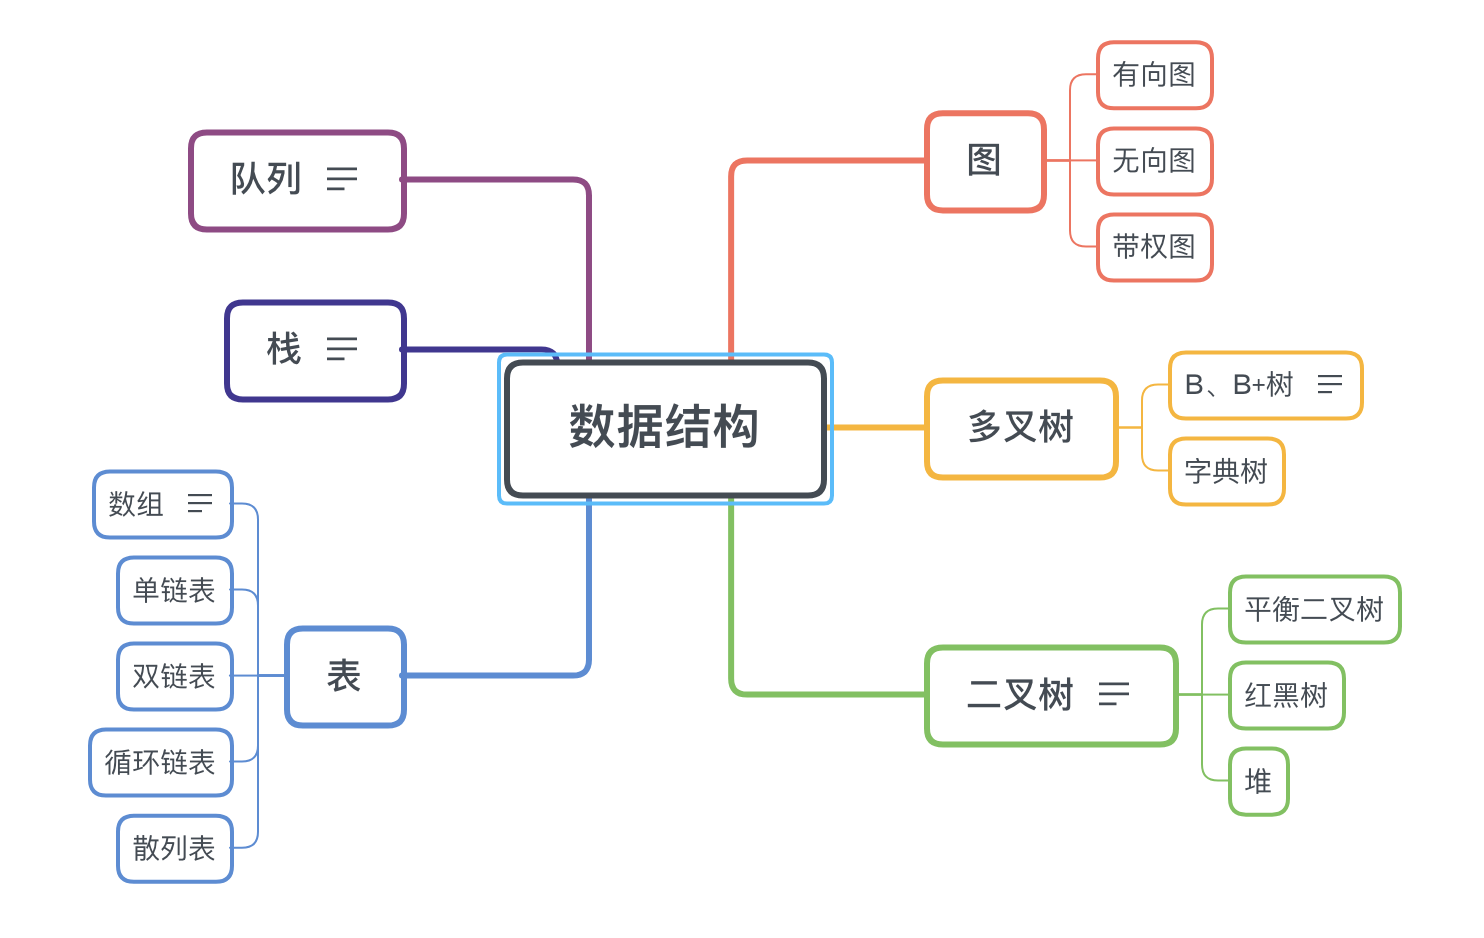 数据结构
图
有向图
无向图
带权图
多叉树
B、B+树
字典树
二叉树
平衡二叉树
红黑树
堆
队列
栈
表
数组
单链表
双链表
循环链表
散列表